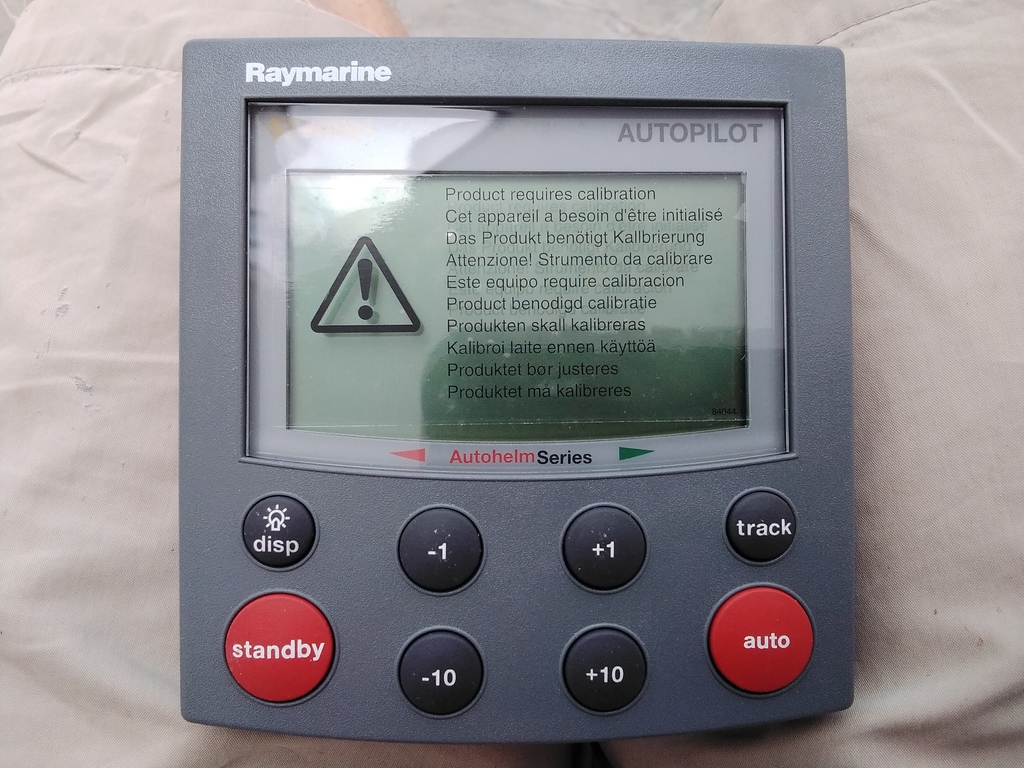 Raymarine
AUTOPILOT
Product requires calibration
Cet appareil a besoin d'être initialisé
Das Produkt benötigt Kallbrierung
Attenzione! Strumento da calibrare
Este equipo require calibracion
Product benodigd calibratie
Produkten skall kalibreras
Kalibroi laite ennen käyttöä
Produktet bør justeres
Produktet må kalibreres
84044
AutohelmSeries
disp
-1
+1
track
standby
-10
+10
auto